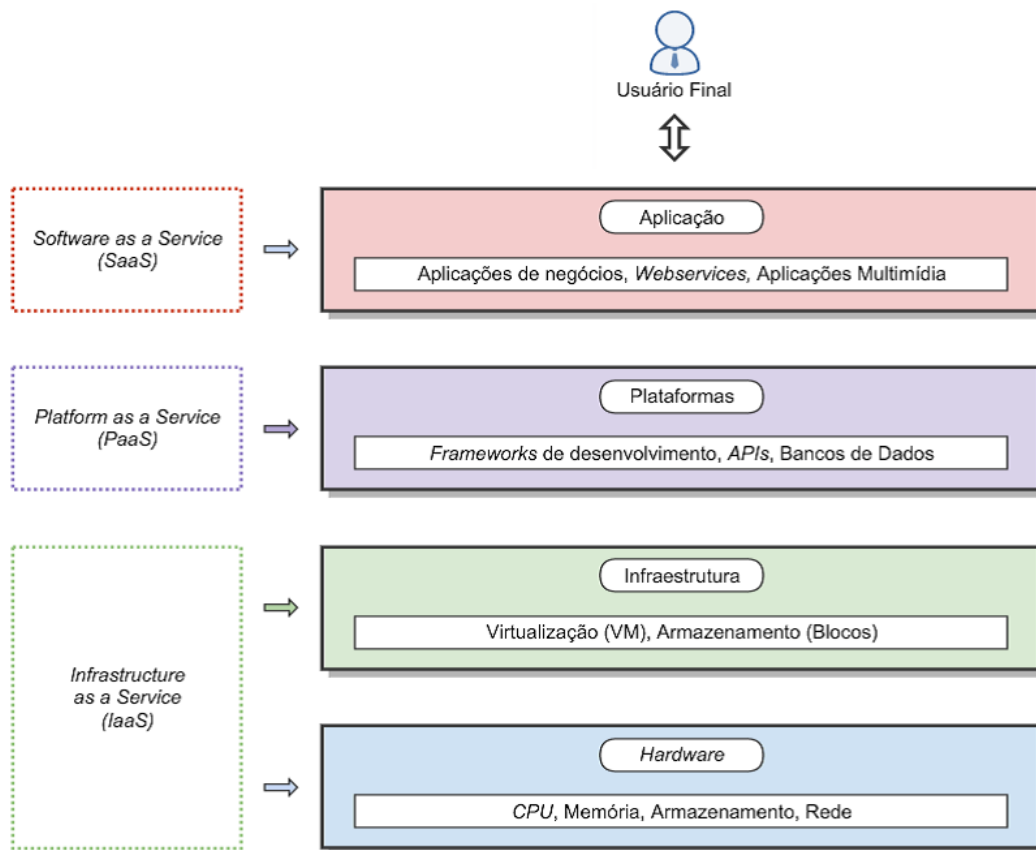 Usuário Final
Software as a Service
(SaaS)
Aplicação
Aplicações de negócios, Webservices, Aplicações Multimídia
Platform as a Service
(PaaS)
Plataformas
Frameworks de desenvolvimento, APIs, Bancos de Dados
Infrastructure
as a Service
(IaaS)
Infraestrutura
Virtualização (VM), Armazenamento (Blocos)
Hardware
CPU, Memória, Armazenamento, Rede